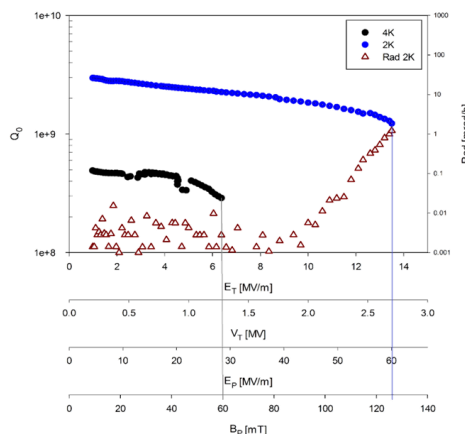 1e+10
1e+9
1e+8
Q0
4K
2K
Rad 2K
1000
100
10
1
0.1
0.01
0.001
Rad [mrad/h]
0 2 4 6 8 10 12 14
ET [MV/m]
0.0 0.5 1.0 1.5 2.0 2.5 3.0
VT [MV]
0 10 20 30 40 50 60
EP [MV/m]
0 20 40 60 80 100 120 140
BP [mT]